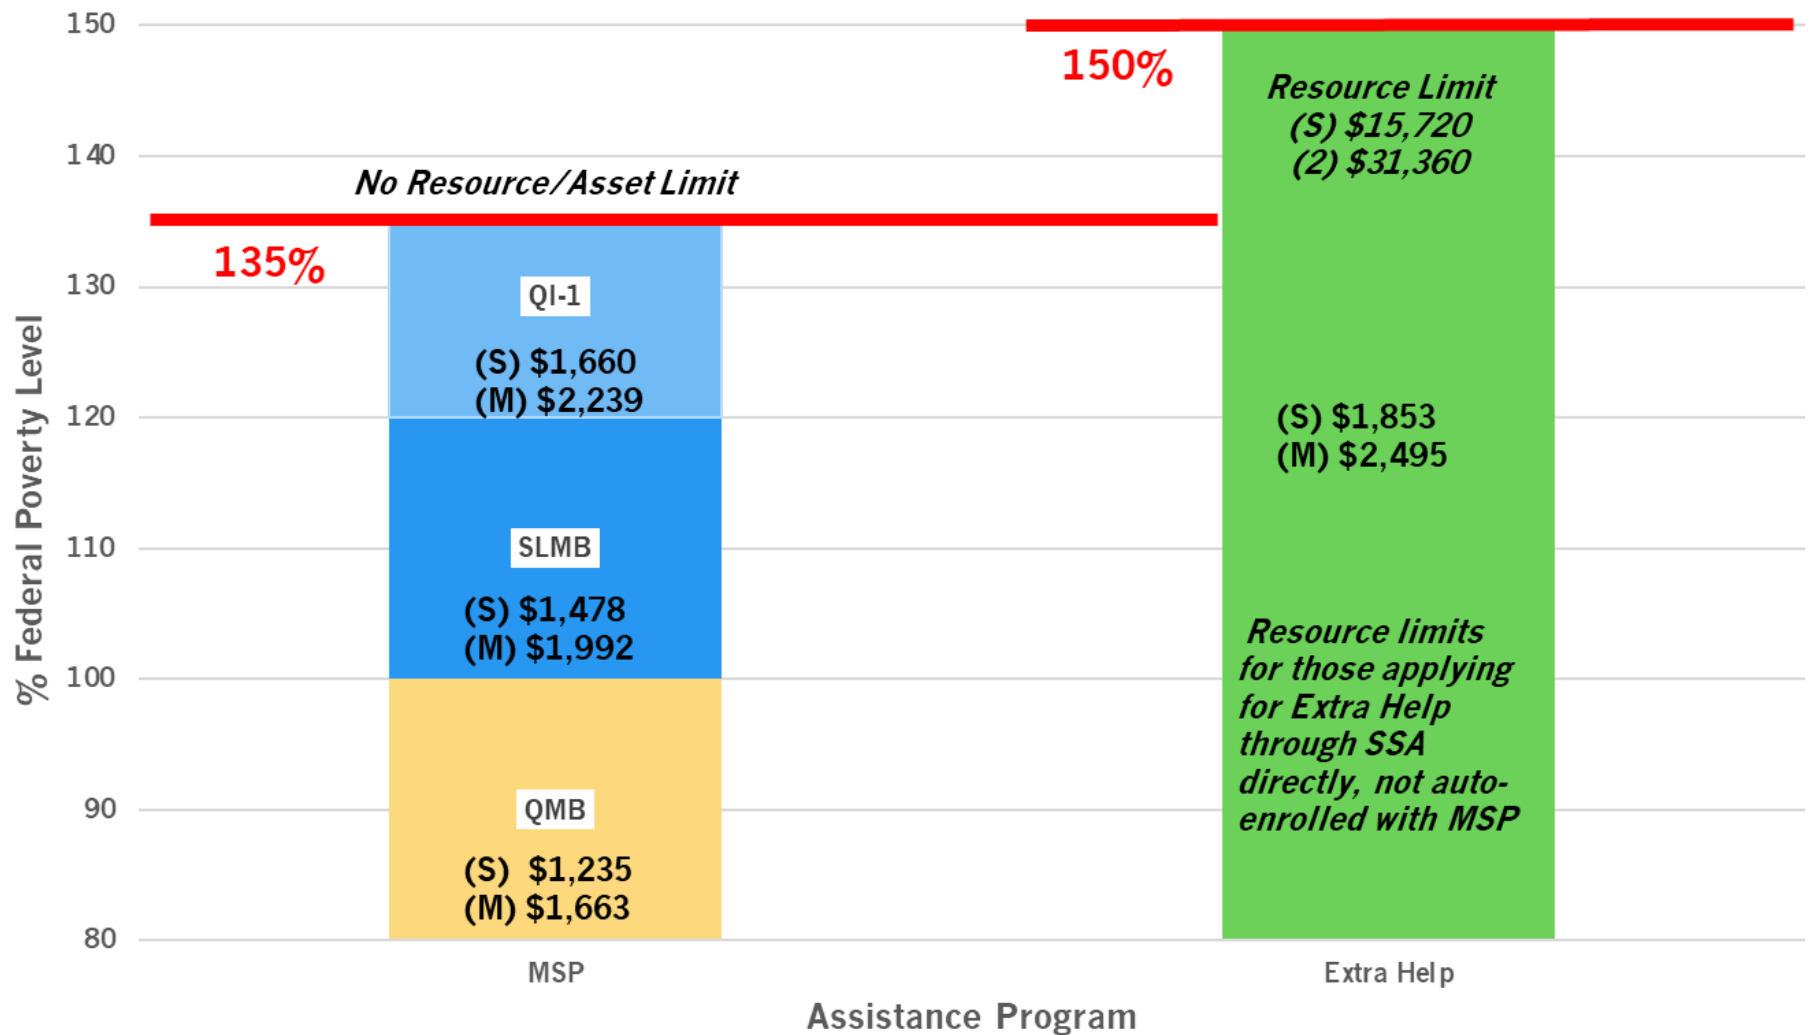 150
150%
Resource Limit
(S) $15,720
(2) $31,360
140
No Resource/Asset Limit
135%
130
QI-1
(S) $1,660
(M) $2,239
120
(S) $1,853
(M) $2,495
110
SLMB
(S) $1,478
(M) $1,992
Resource limits
for those applying
for Extra Help
through SSA
directly, not auto-
enrolled with MSP
100
90
QMB
(S) $1,235
(M) $1,663
80
% Federal Poverty Level
MSP
Extra Help
Assistance Program